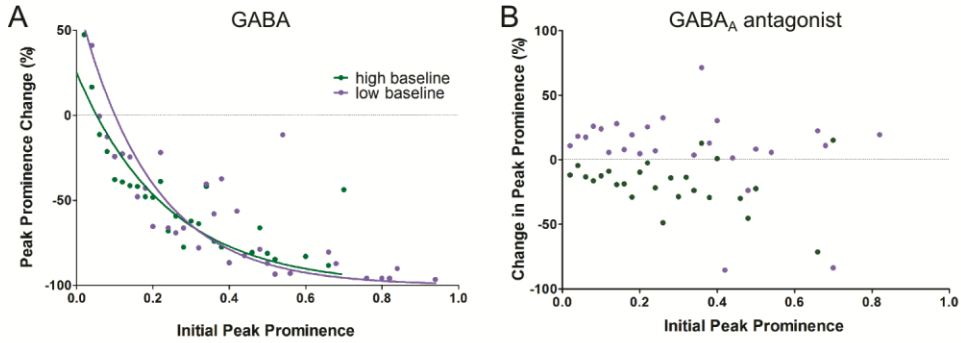 A
GABA
Peak Prominence Change (%)
50
0
-50
-100
high baseline
low baseline
0.0
0.2
0.4
0.6
0.8
1.0
Initial Peak Prominence
B
GABAA antagonist
Change in Peak Prominence (%)
100
50
0
-50
-100
0.0
0.2
0.4
0.6
0.8
1.0
Initial Peak Prominence